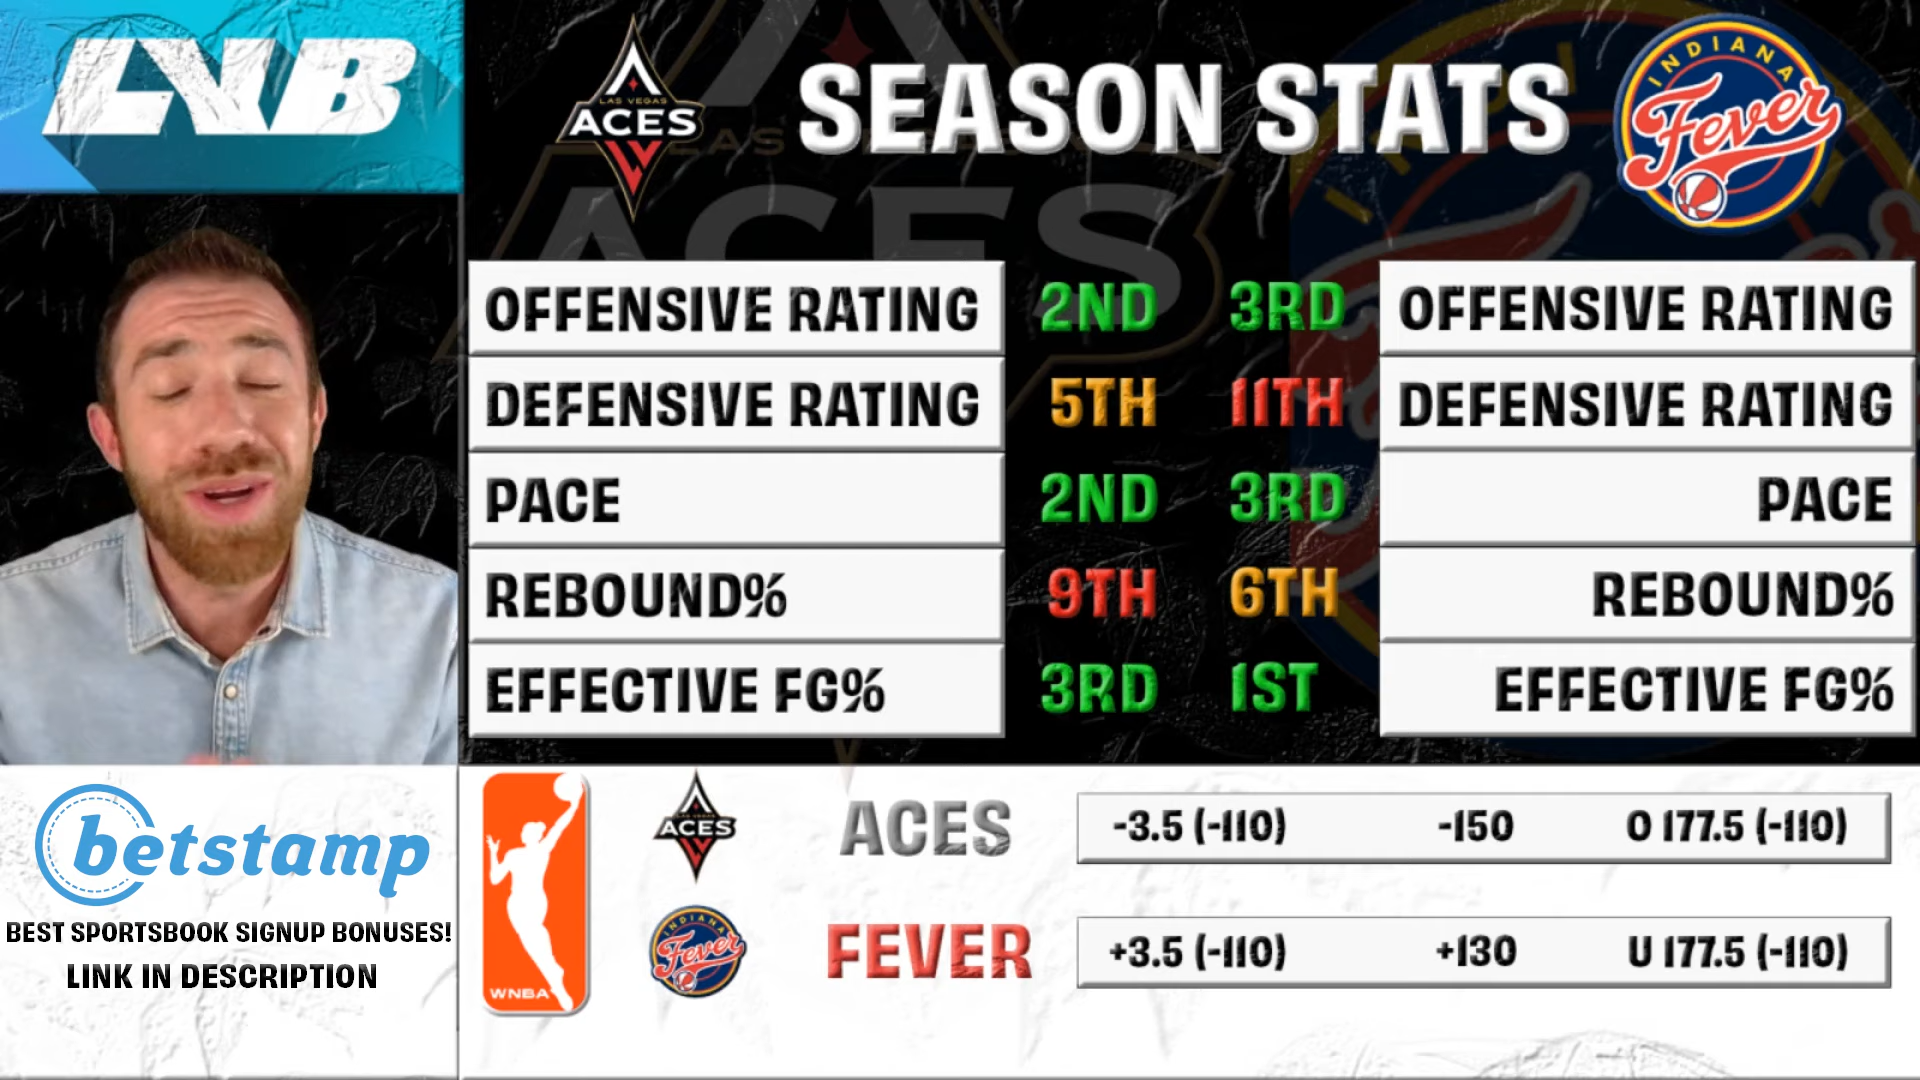 LVB
LAS VEGAS
ACES
SEASON STATS
INDIANA
Fever
OFFENSIVE RATING 2ND 3RD OFFENSIVE RATING
DEFENSIVE RATING 5TH 11TH DEFENSIVE RATING
PACE 2ND 3RD PACE
REBOUND% 9TH 6TH REBOUND%
EFFECTIVE FG% 3RD 1ST EFFECTIVE FG%
betstamp
BEST SPORTSBOOK SIGNUP BONUSES!
LINK IN DESCRIPTION
WNBA
ACES
ACES -3.5 (-110) -150 O 177.5 (-110)
INDIANA
Fever
FEVER +3.5 (-110) +130 U 177.5 (-110)